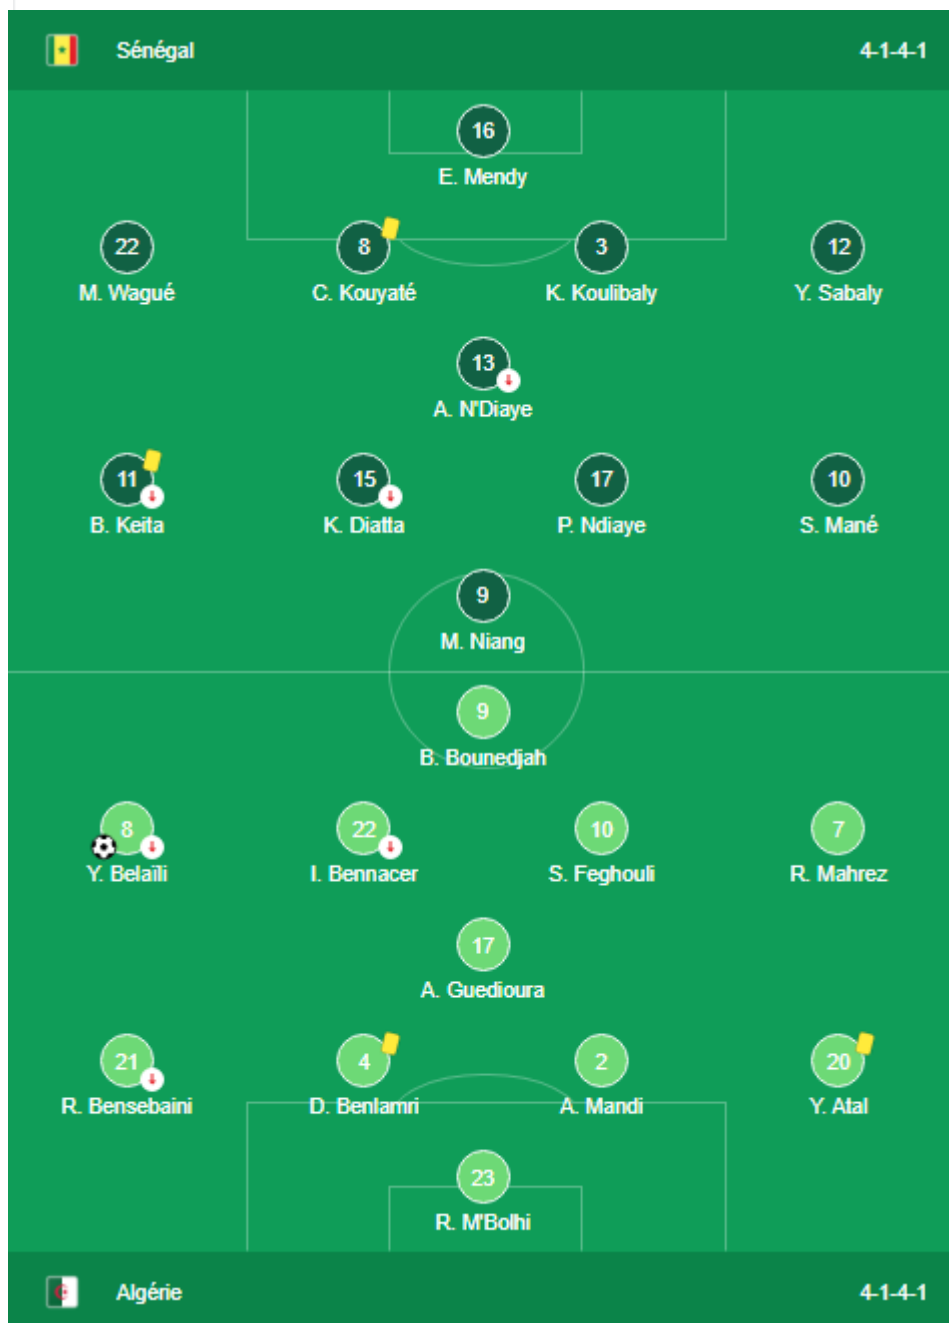 Sénégal 4-1-4-1
16
E. Mendy
22 8 3 12
M. Wagué C. Kouyaté K. Koulibaly Y. Sabaly
13
A. N'Diaye
11 15 17 10
B. Keita K. Diatta P. Ndiaye S. Mané
9
M. Niang
9
B. Bounedjah
8 22 10 7
Y. Belaïli I. Bennacer S. Feghouli R. Mahrez
17
A. Guedioura
21 4 2 20
R. Bensebaini D. Benlamri A. Mandi Y. Atal
23
R. M'Bolhi
Algérie 4-1-4-1